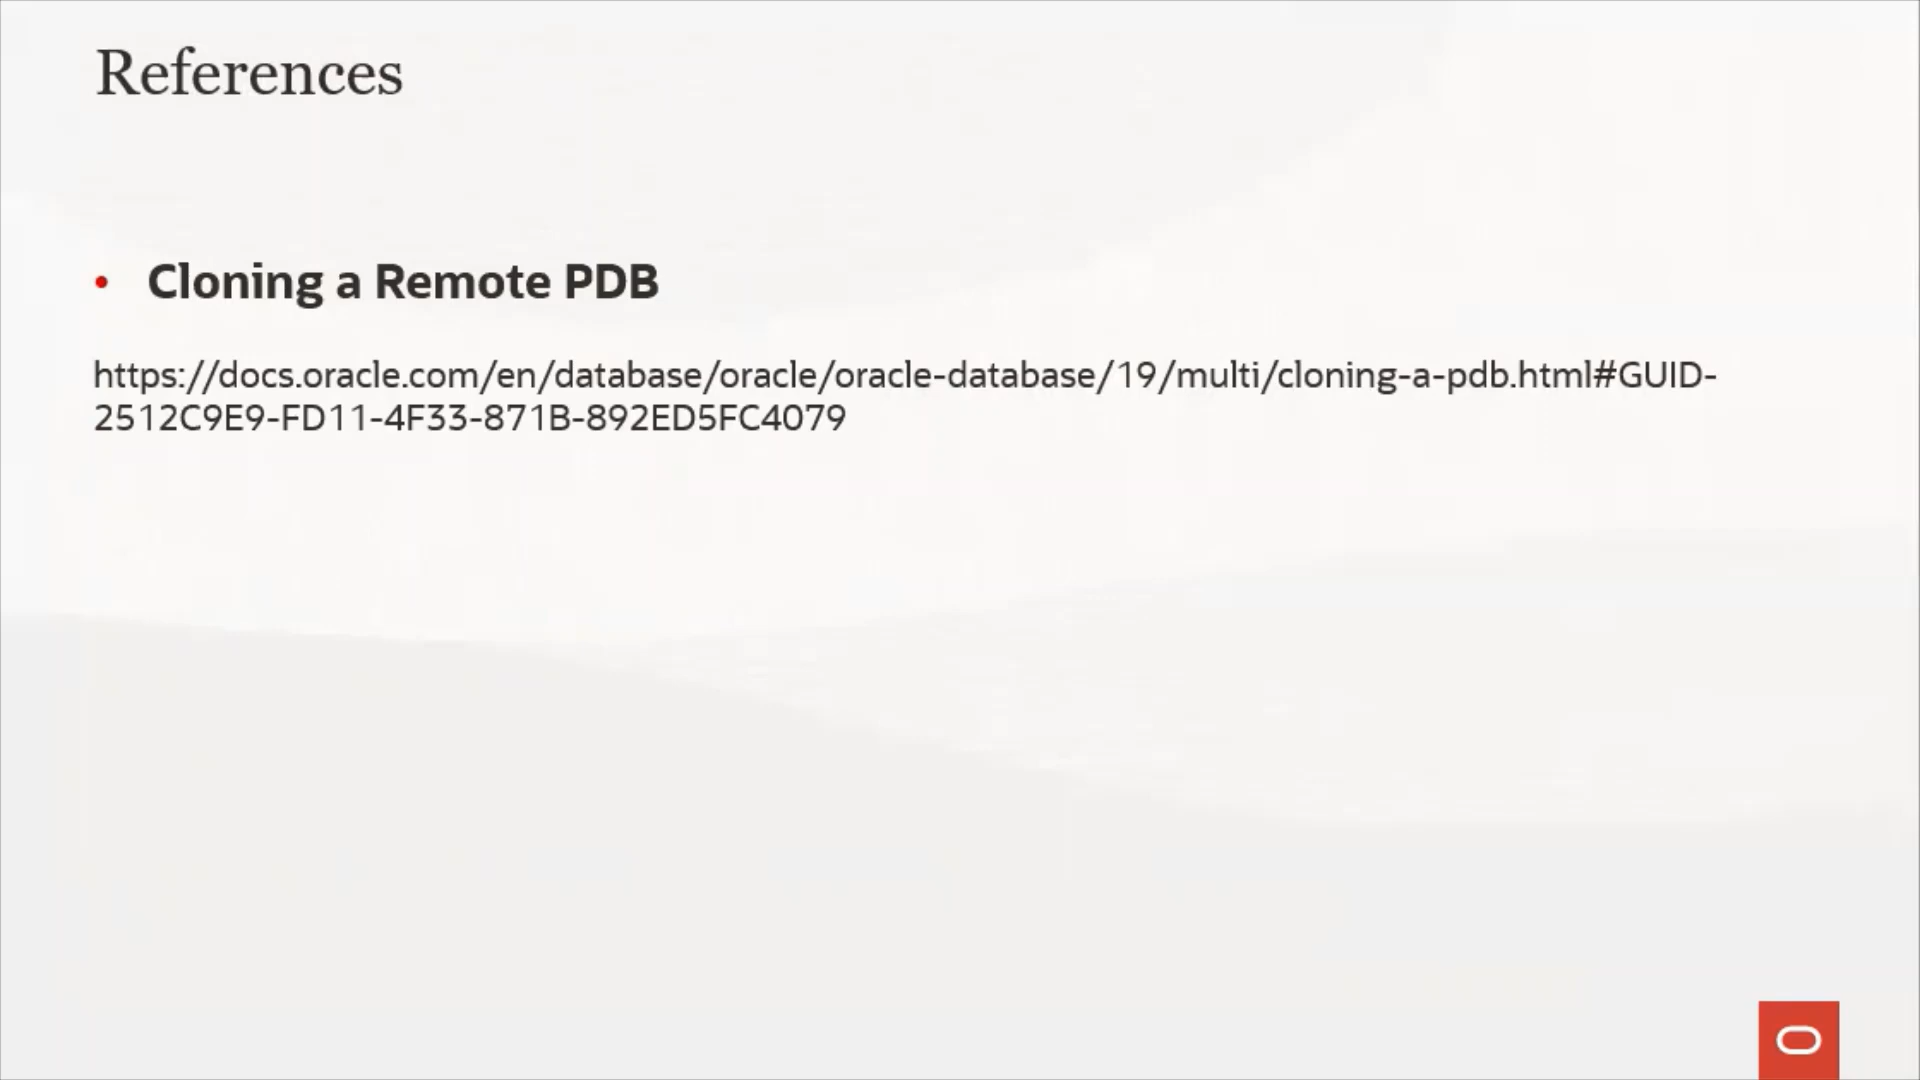 References
• Cloning a Remote PDB
https://docs.oracle.com/en/database/oracle/oracle-database/19/multi/cloning-a-pdb.html#GUID-
2512C9E9-FD11-4F33-871B-892ED5FC4079